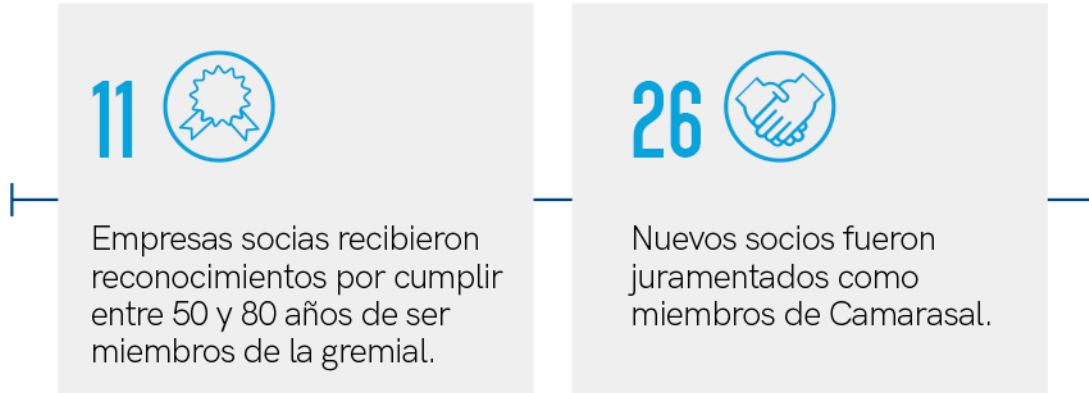 11
Empresas socias recibieron
reconocimientos por cumplir
entre 50 y 80 años de ser
miembros de la gremial.
26
Nuevos socios fueron
juramentados como
miembros de Camarasal.